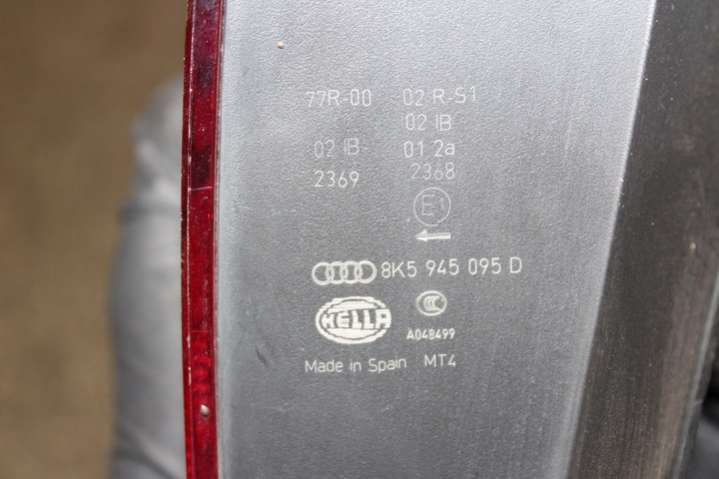 77R-00 02 R-S1
02 IB
02 IB 01 2a
2369 2368
E1
8K5 945 095 D
HELLA
CCC
A048499
Made in Spain MT4